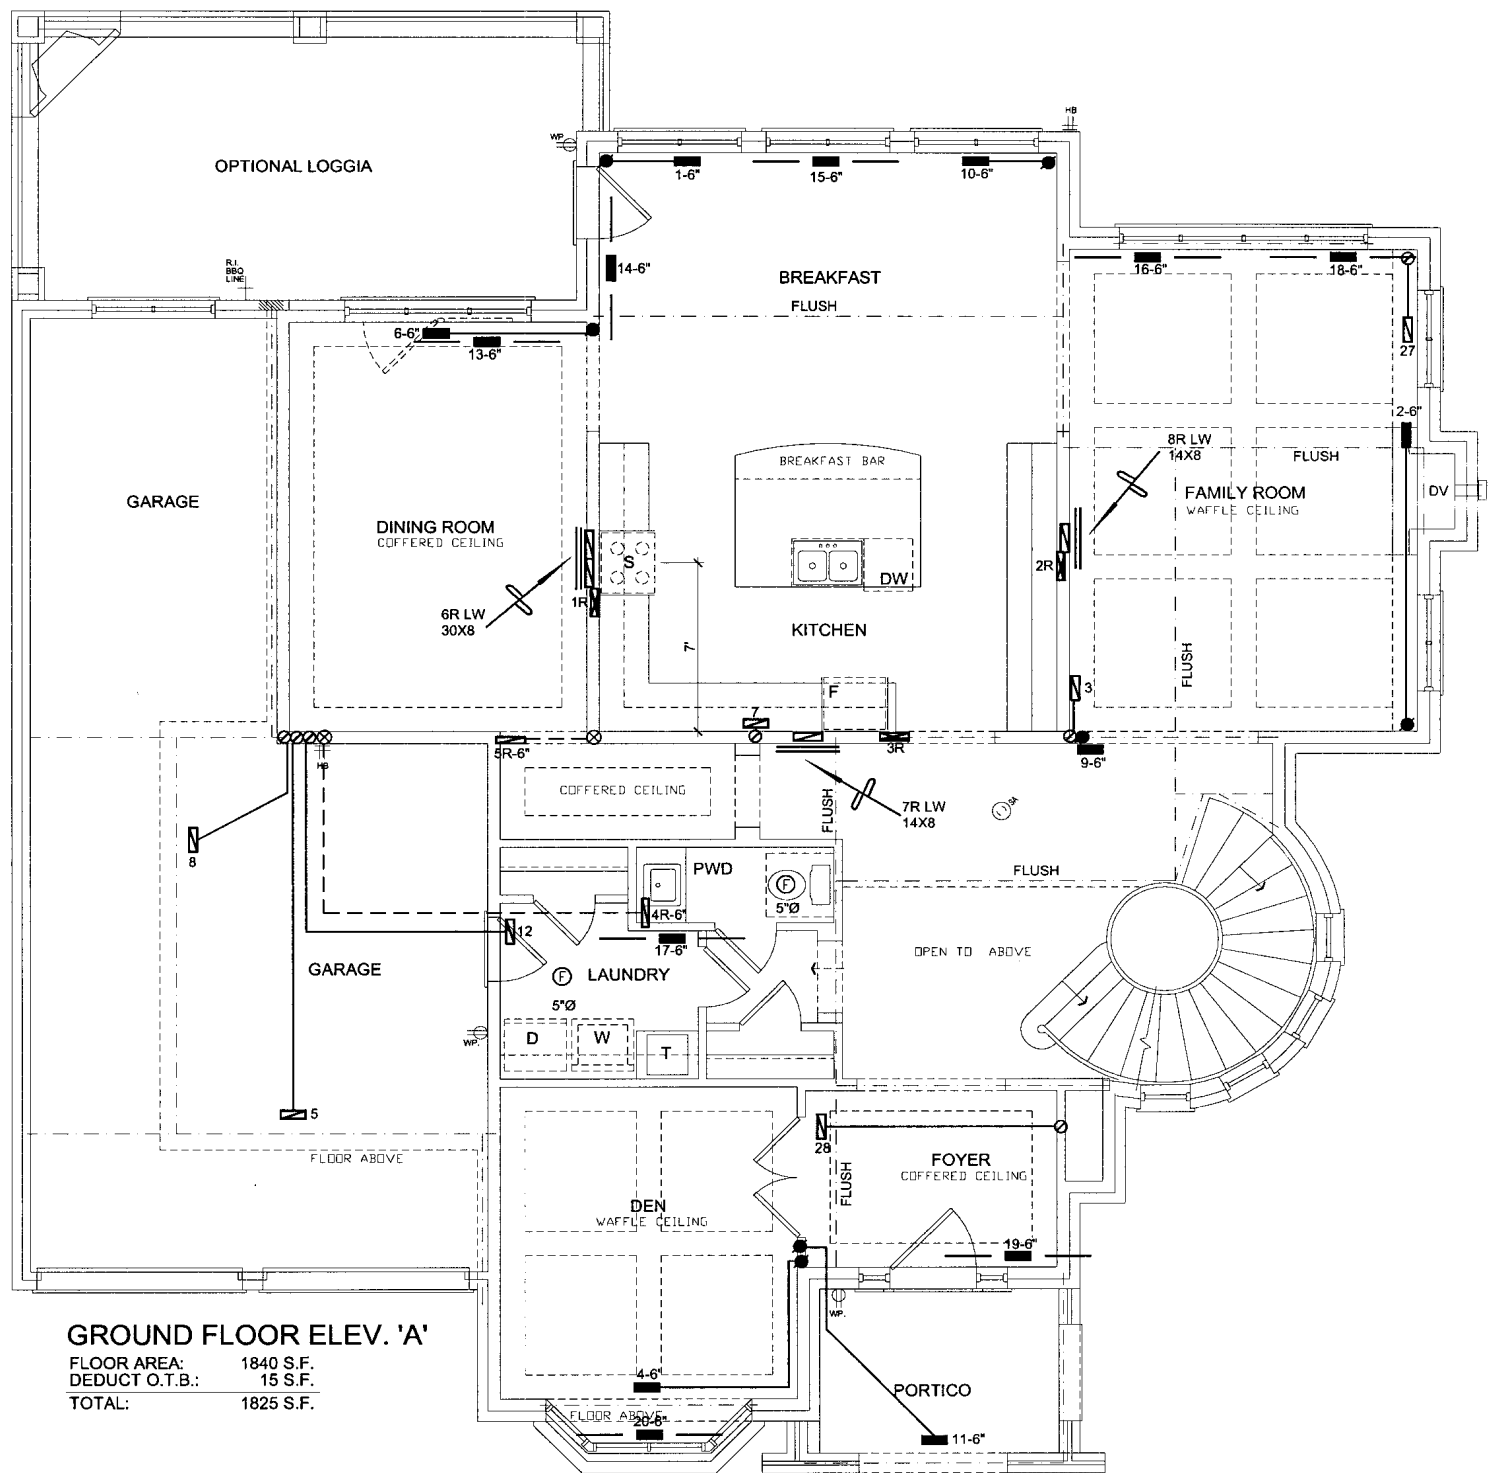 HB
WP.
OPTIONAL LOGGIA
1-6"
15-6"
10-6"
R.I.
BBQ
LINE
14-6"
BREAKFAST
FLUSH
16-6"
18-6"
6-6"
13-6"
27
2-6"
8R LW
14X8
BREAKFAST BAR
FLUSH
GARAGE
DINING ROOM
COFFERED CEILING
FAMILY ROOM
WAFFLE CEILING
DV
S
DW
2R
1R
6R LW
30X8
KITCHEN
7'
FLUSH
F
3
7
5R-6"
3R
9-6"
HB
COFFERED CEILING
FLUSH
7R LW
14X8
SA
8
PWD
F
5"Ø
FLUSH
4R-6"
12
17-6"
GARAGE
F
LAUNDRY
5"Ø
OPEN TO ABOVE
WP.
D
W
T
5
28
FLOOR ABOVE
FLUSH
FOYER
COFFERED CEILING
DEN
WAFFLE CEILING
19-6"
WP.
GROUND FLOOR ELEV. 'A'
FLOOR AREA: 1840 S.F.
DEDUCT O.T.B.: 15 S.F.
TOTAL: 1825 S.F.
4-6"
PORTICO
FLOOR ABOVE
20-6"
11-6"